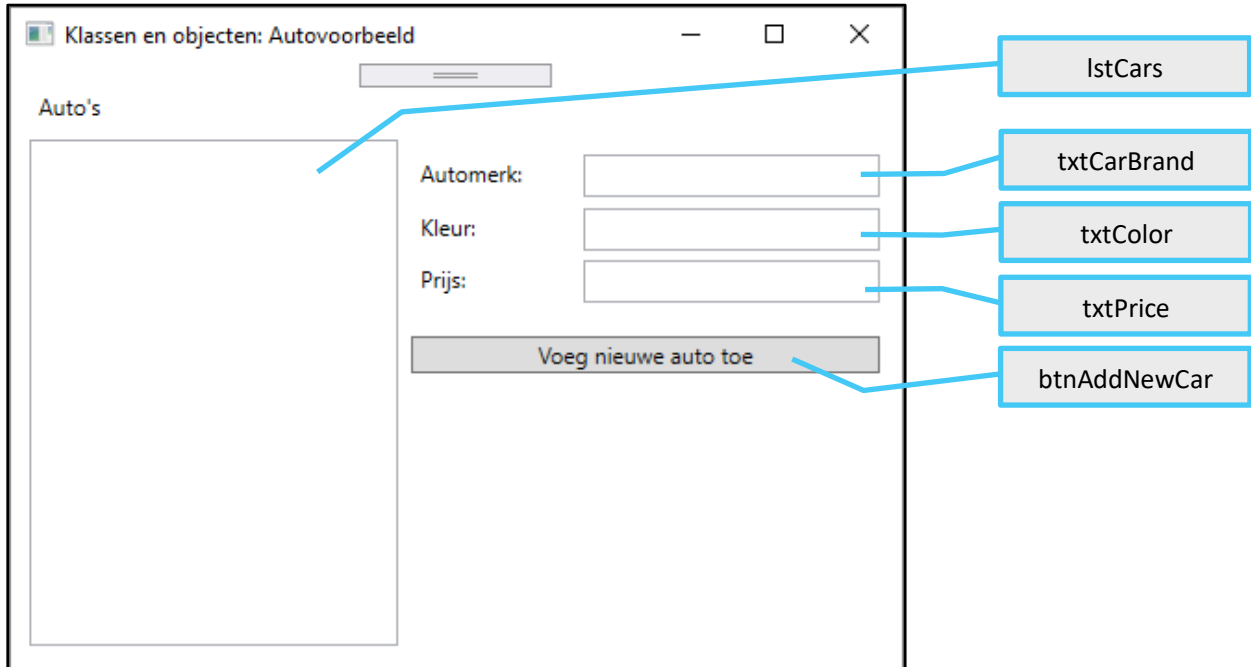 Klassen en objecten: Autovoorbeeld
lstCars
Auto's
Automerk:
txtCarBrand
Kleur:
txtColor
Prijs:
txtPrice
Voeg nieuwe auto toe
btnAddNewCar